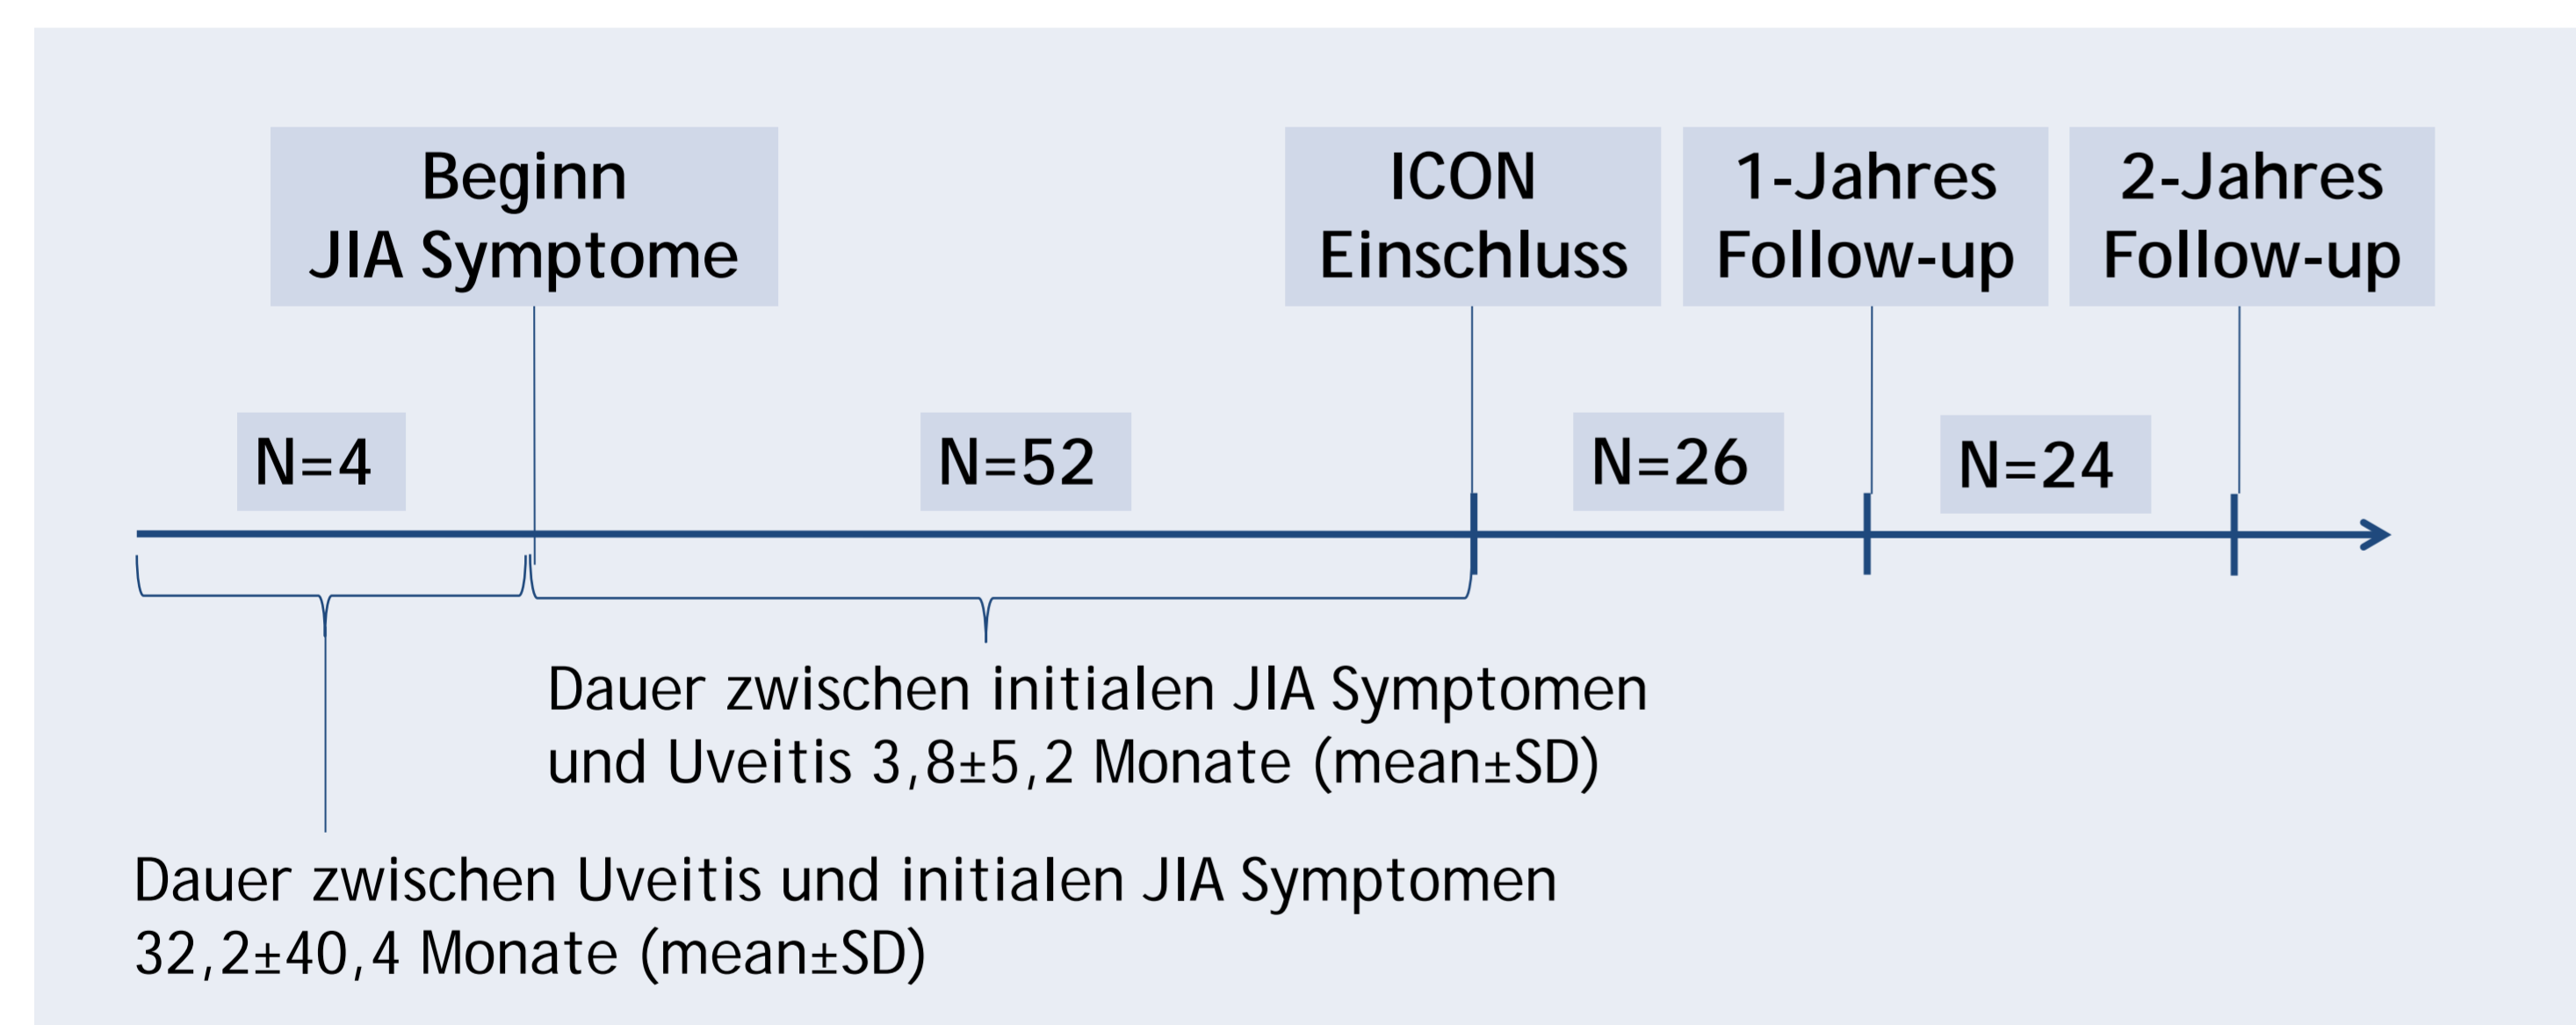 Beginn
JIA Symptome
ICON
Einschluss
1-Jahres
Follow-up
2-Jahres
Follow-up
N=4
N=52
N=26
N=24
Dauer zwischen initialen JIA Symptomen
und Uveitis 3,8±5,2 Monate (mean±SD)
Dauer zwischen Uveitis und initialen JIA Symptomen
32,2±40,4 Monate (mean±SD)